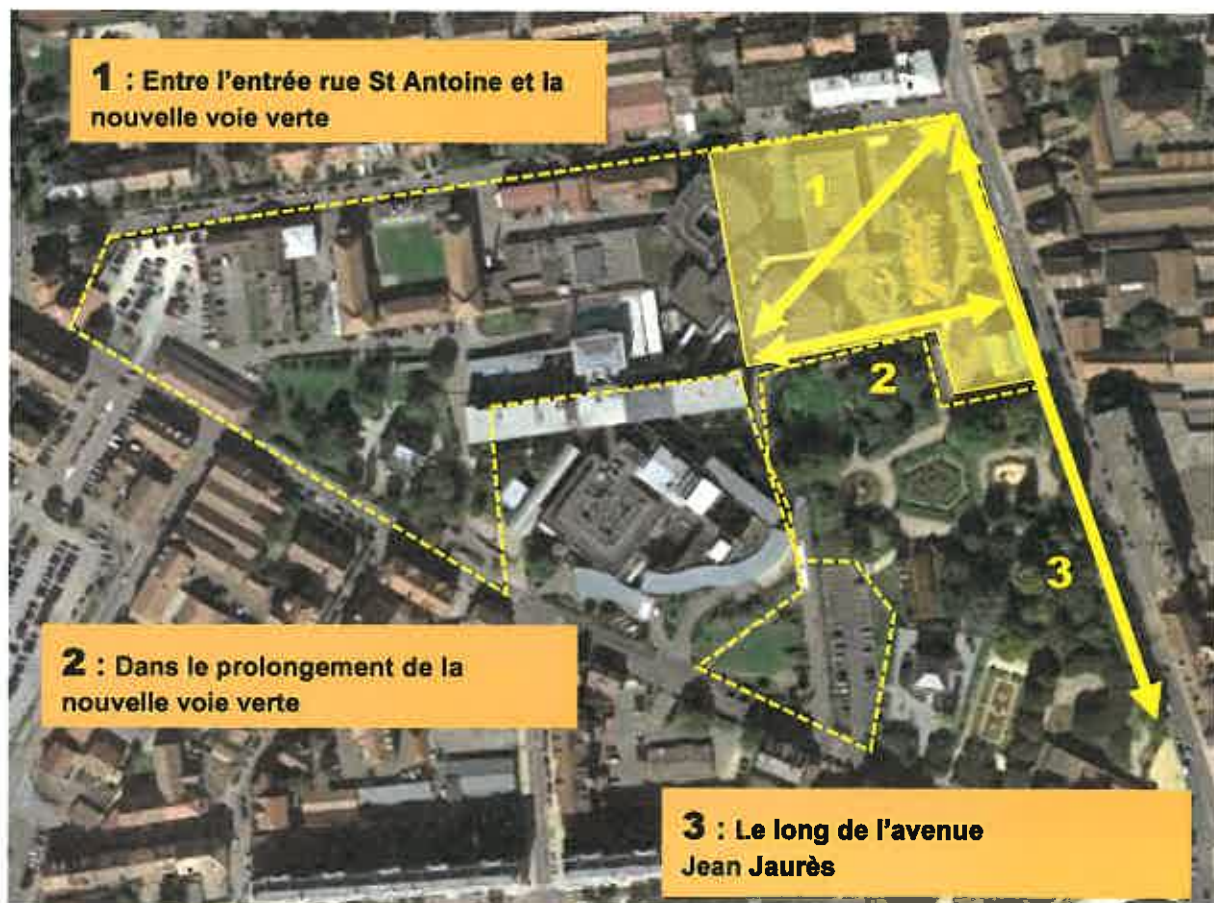 1 : Entre l'entrée rue St Antoine et la
nouvelle voie verte
1
2
3
2 : Dans le prolongement de la
nouvelle voie verte
3 : Le long de l'avenue
Jean Jaurès